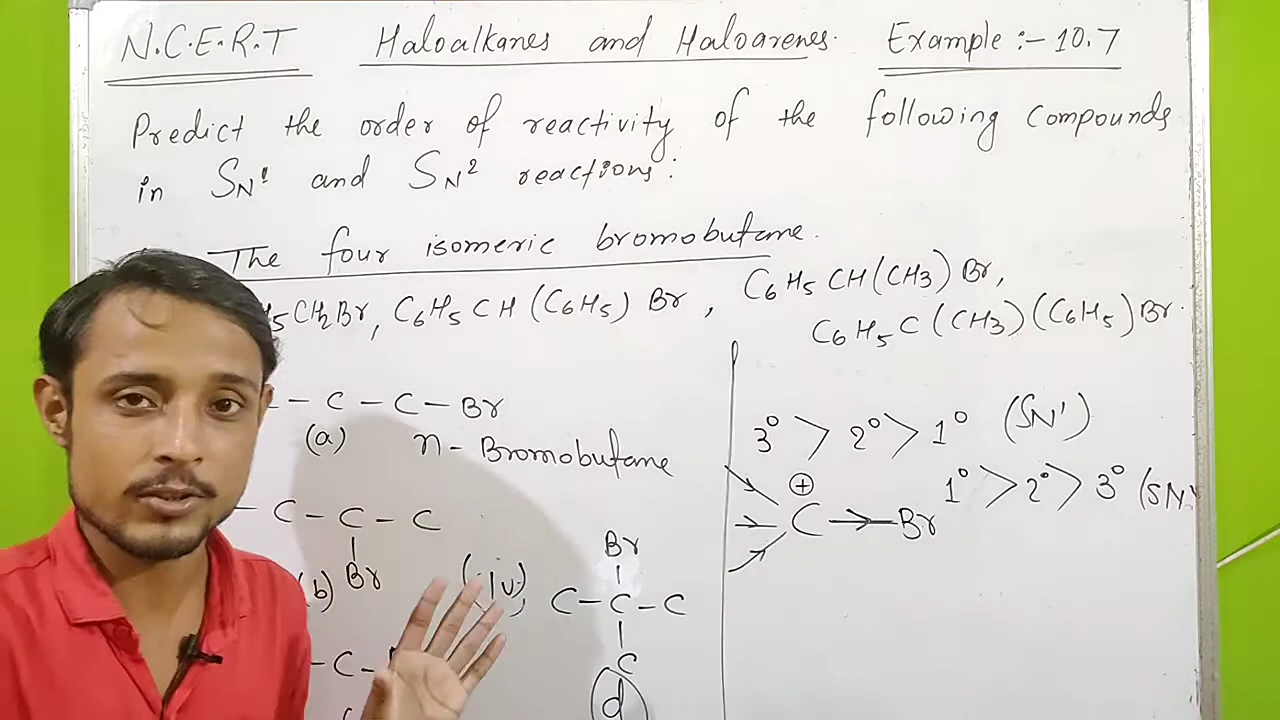 N.C.E.R.T Haloalkanes and Haloarenes. Example :- 10.7
Predict the order of reactivity of the following compounds
in SN1 and SN2 reactions:
The four isomeric bromobutane.
H5CH2Br, C6H5CH(C6H5)Br, C6H5CH(CH3)Br,
C6H5C(CH3)(C6H5)Br.
- C - C - Br
(a) n-Bromobutane
- C - C - C
Br
(b)
- C -
C
(iv)
Br
C - C - C
C
d
3° > 2° > 1° (SN1)
1° > 2° > 3° (SN
⊕
C → Br